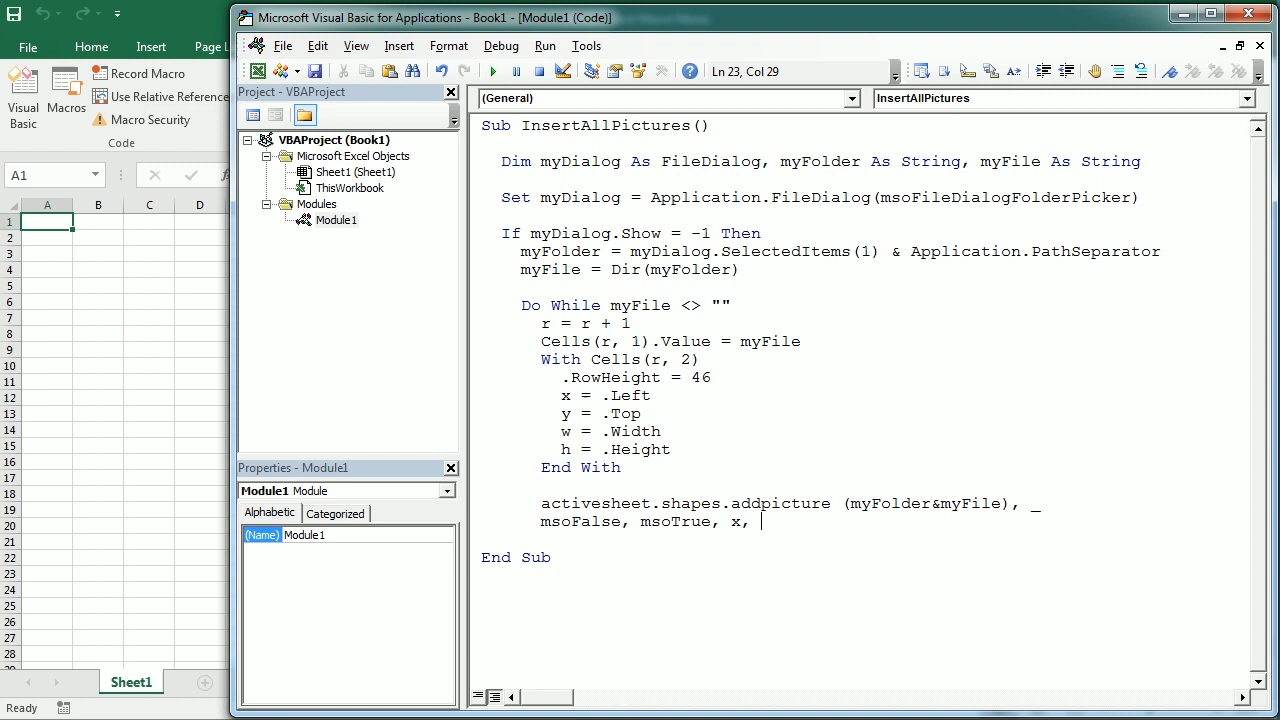 Microsoft Visual Basic for Applications - Book1 - [Module1 (Code)]
File Home Insert Page L
Record Macro
Use Relative Reference
Macro Security
Visual Basic
Macros
Code
A1
A B C D
1
2
3
4
5
6
7
8
9
10
11
12
13
14
15
16
17
18
19
20
21
22
23
24
25
26
27
28
Sheet1
Ready
File Edit View Insert Format Debug Run Tools
Ln 23, Col 29
Project - VBAProject
VBAProject (Book1)
Microsoft Excel Objects
Sheet1 (Sheet1)
ThisWorkbook
Modules
Module1
Properties - Module1
Module1 Module
Alphabetic Categorized
(Name) Module1
(General) InsertAllPictures
Sub InsertAllPictures()
Dim myDialog As FileDialog, myFolder As String, myFile As String
Set myDialog = Application.FileDialog(msoFileDialogFolderPicker)
If myDialog.Show = -1 Then
myFolder = myDialog.SelectedItems(1) & Application.PathSeparator
myFile = Dir(myFolder)
Do While myFile <> ""
r = r + 1
Cells(r, 1).Value = myFile
With Cells(r, 2)
.RowHeight = 46
x = .Left
y = .Top
w = .Width
h = .Height
End With
activesheet.shapes.addpicture (myFolder&myFile), _
msoFalse, msoTrue, x,
End Sub